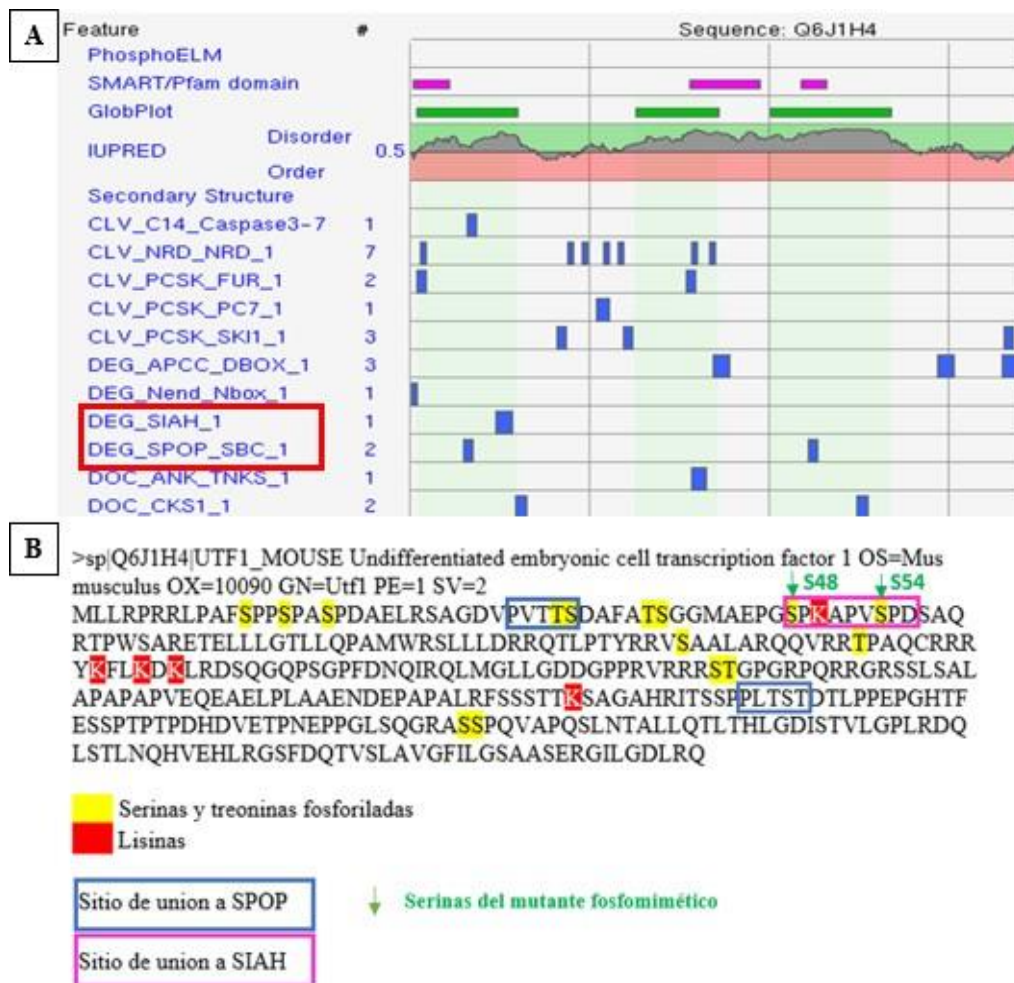 A
Feature # Sequence: Q6J1H4
PhosphoELM
SMART/Pfam domain
GlobPlot
Disorder
IUPRED 0.5
Order
Secondary Structure
CLV_C14_Caspase3-7 1
CLV_NRD_NRD_1 7
CLV_PCSK_FUR_1 2
CLV_PCSK_PC7_1 1
CLV_PCSK_SKI1_1 3
DEG_APCC_DBOX_1 3
DEG_Nend_Nbox_1 1
DEG_SIAH_1 1
DEG_SPOP_SBC_1 2
DOC_ANK_TNKS_1 1
DOC_CKS1_1 2
B
>sp|Q6J1H4|UTF1_MOUSE Undifferentiated embryonic cell transcription factor 1 OS=Mus
musculus OX=10090 GN=Utf1 PE=1 SV=2
S48 S54
MLLRPRRLPAFSPPSPASPDAELRSAGDVPVTTSDAFATSGGMAEPGSPKAPVSPDSAQ
RTPWSARETELLLGTLLQPAMWRSLLLDRRQTLPTYRRVSAALARQQVRRTPAQCRRR
YKFLKDKLRDSQGQPSGPFDNQIRQLMGLLGDDGPPRVRRRSTGPGRPQRRGRSSLSAL
APAPAPVEQEAELPLAAENDEPAPALRFSSSTTKSAGAHRITSSPPLTSTDTLPPEPGHTF
ESSPTPTPDHDVETPNEPPGLSQGRASSPQVAPQSLNTALLQTLTHLGDISTVLGPLRDQ
LSTLNQHVEHLRGSFDQTVSLAVGFILGSAASERGILGDLRQ
Serinas y treoninas fosforiladas
Lisinas
Sitio de union a SPOP
Serinas del mutante fosfomimético
Sitio de union a SIAH